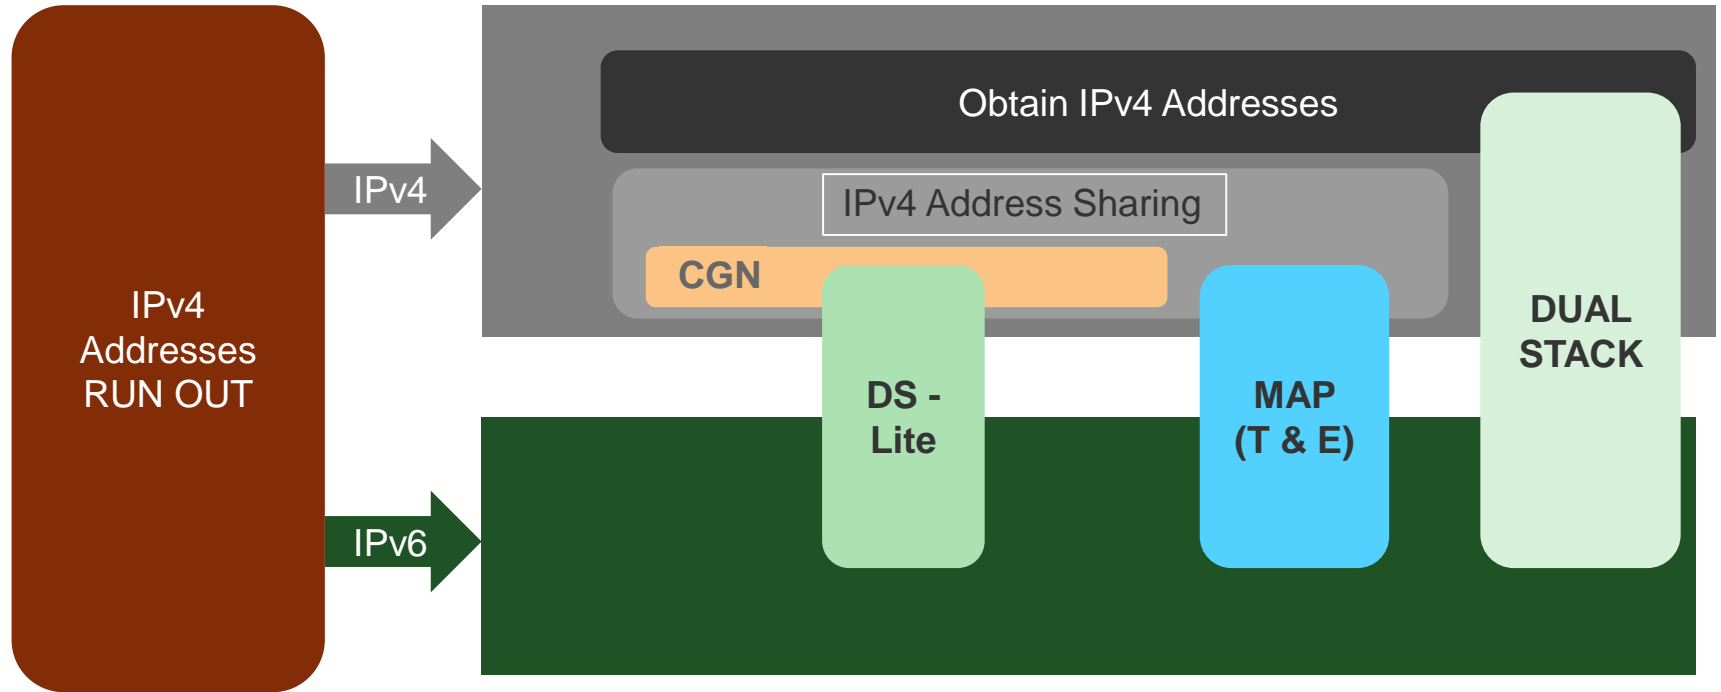 IPv4
Addresses
RUN OUT
IPv4
IPv6
Obtain IPv4 Addresses
IPv4 Address Sharing
CGN
DS -
Lite
MAP
(T & E)
DUAL
STACK